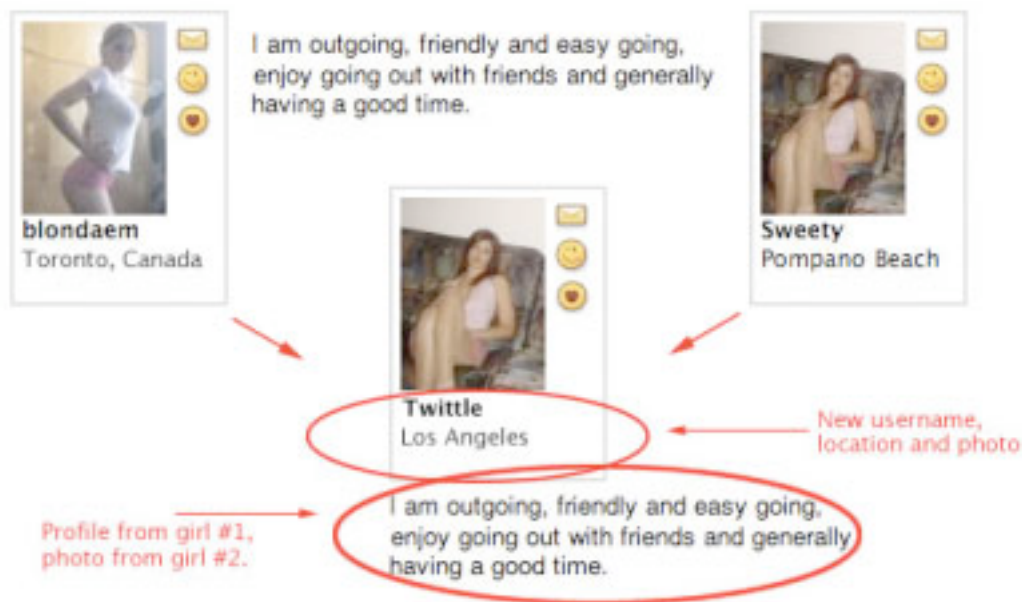 I am outgoing, friendly and easy going,
enjoy going out with friends and generally
having a good time.
blondaem
Toronto, Canada
Sweety
Pompano Beach
Twittle
Los Angeles
New username,
location and photo
I am outgoing, friendly and easy going,
enjoy going out with friends and generally
having a good time.
Profile from girl #1,
photo from girl #2.